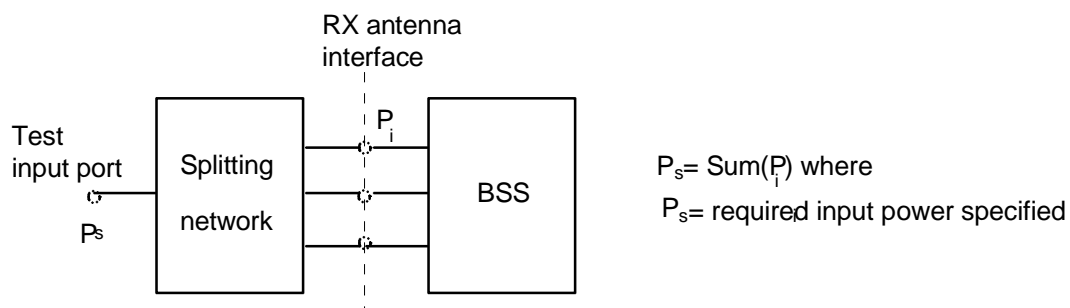 RX antenna
interface
Pi
Test
input port
Ps
Splitting
network
BSS
Ps= Sum(Pi) where
Ps= required input power specified